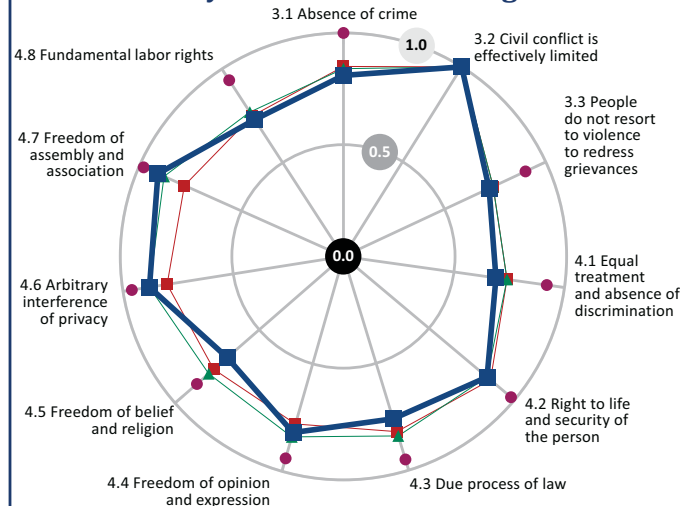 3.1 Absence of crime
1.0
3.2 Civil conflict is
effectively limited
4.8 Fundamental labor rights
3.3 People
do not resort
to violence
to redress
grievances
0.5
4.7 Freedom of
assembly and
association
0.0
4.1 Equal
treatment
and absence of
discrimination
4.6 Arbitrary
interference
of privacy
4.2 Right to life
and security of
the person
4.5 Freedom of belief
and religion
4.3 Due process of law
4.4 Freedom of opinion
and expression